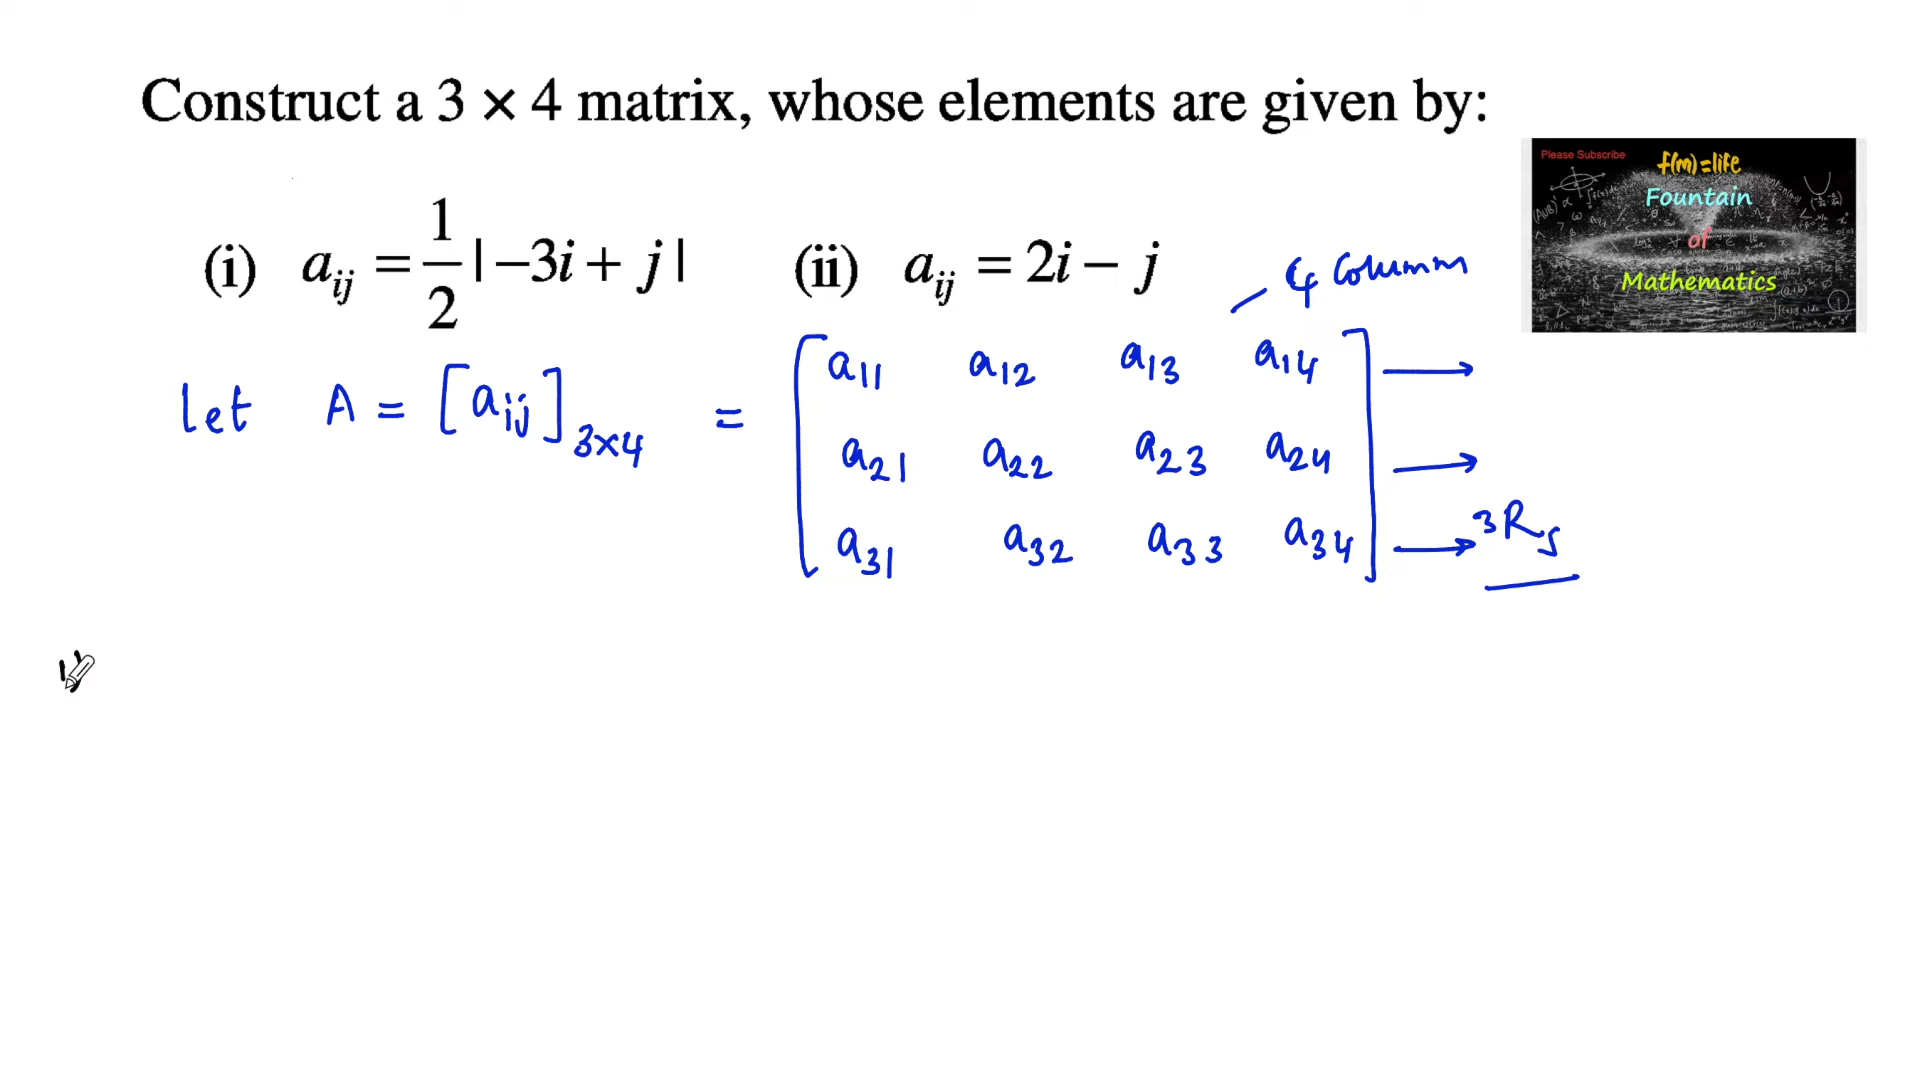 Construct a 3 × 4 matrix, whose elements are given by:
Please Subscribe
f(m)=life
Fountain
of
Mathematics
(i) aᵢⱼ = 1/2 |−3i + j| (ii) aᵢⱼ = 2i − j
4 column
let A = [aij]3×4 = [a11 a12 a13 a14
a21 a22 a23 a24
a31 a32 a33 a34] 3Rs